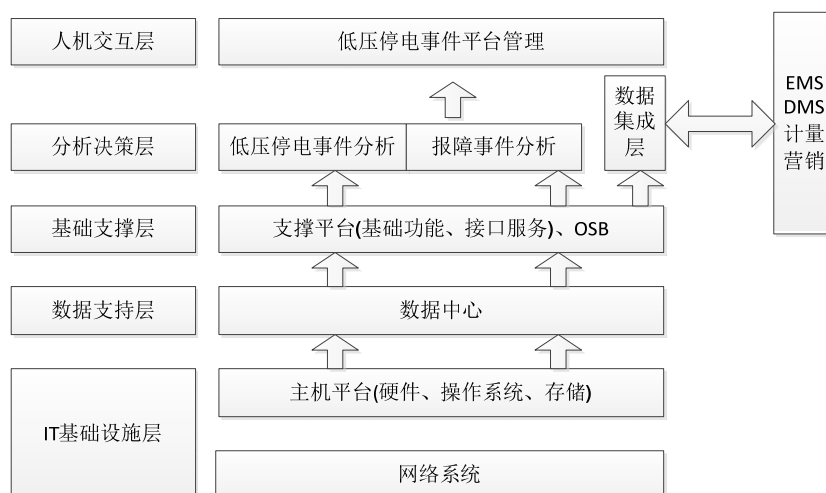 人机交互层
低压停电事件平台管理
数据
集成
层
EMS
DMS
计量
营销
分析决策层
低压停电事件分析
报障事件分析
基础支撑层
支撑平台(基础功能、接口服务)、OSB
数据支持层
数据中心
主机平台(硬件、操作系统、存储)
IT基础设施层
网络系统